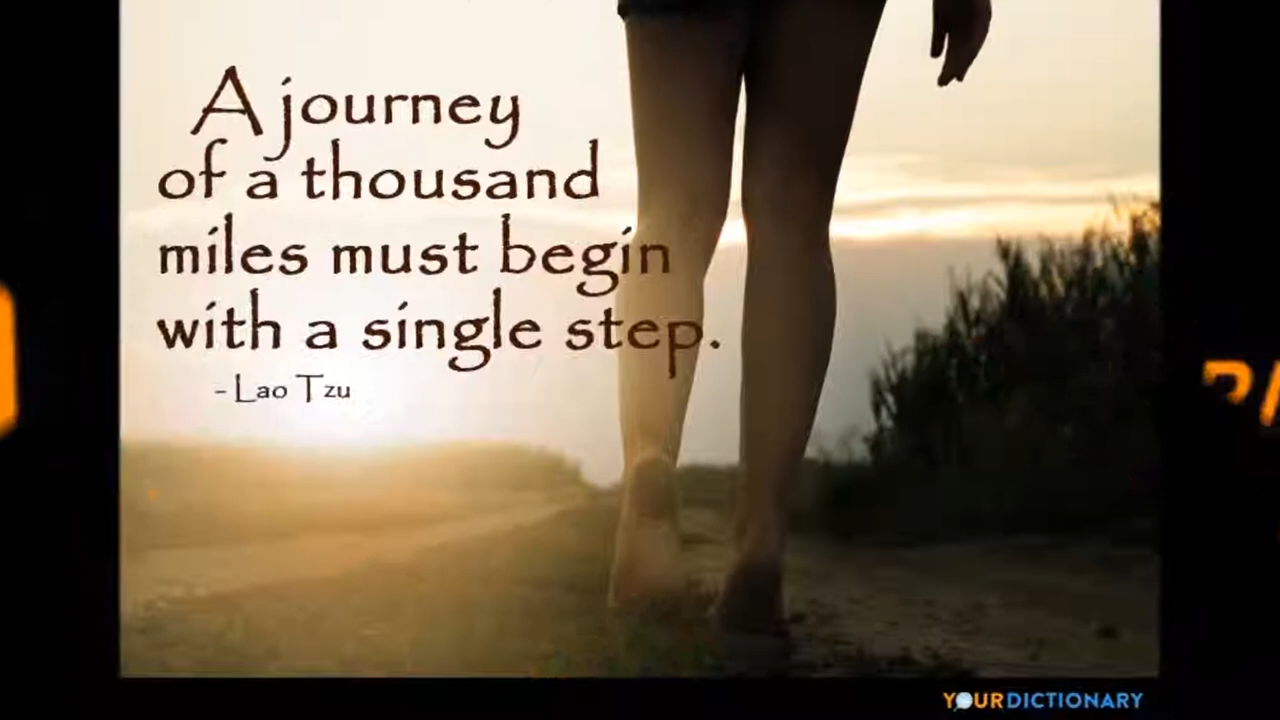 A journey
of a thousand
miles must begin
with a single step.
- Lao Tzu
YOURDICTIONARY